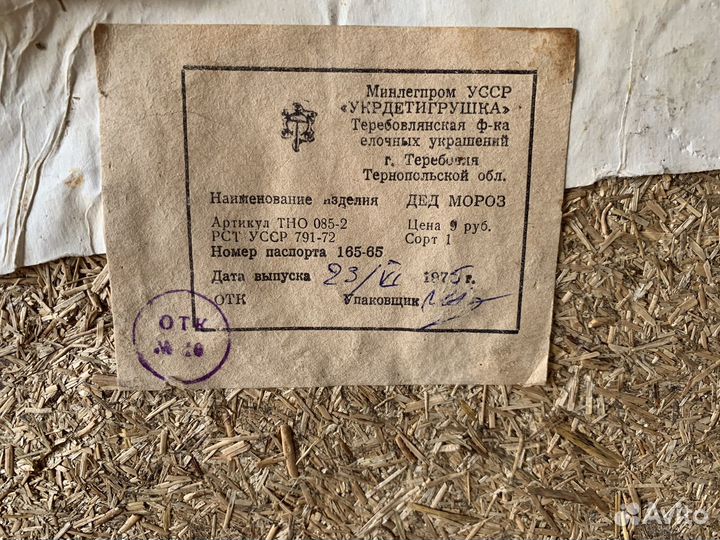 Минлегпром УССР
«УКРДЕТИГРУШКА»
Теребовлянская ф-ка
елочных украшений
г. Теребовля
Тернопольской обл.
Наименование изделия ДЕД МОРОЗ
Артикул ТНО 085-2 Цена 9 руб.
РСТ УССР 791-72 Сорт 1
Номер паспорта 165-65
Дата выпуска 23/VI 1975 г.
ОТК Упаковщик
ОТК
№ 10
Avito